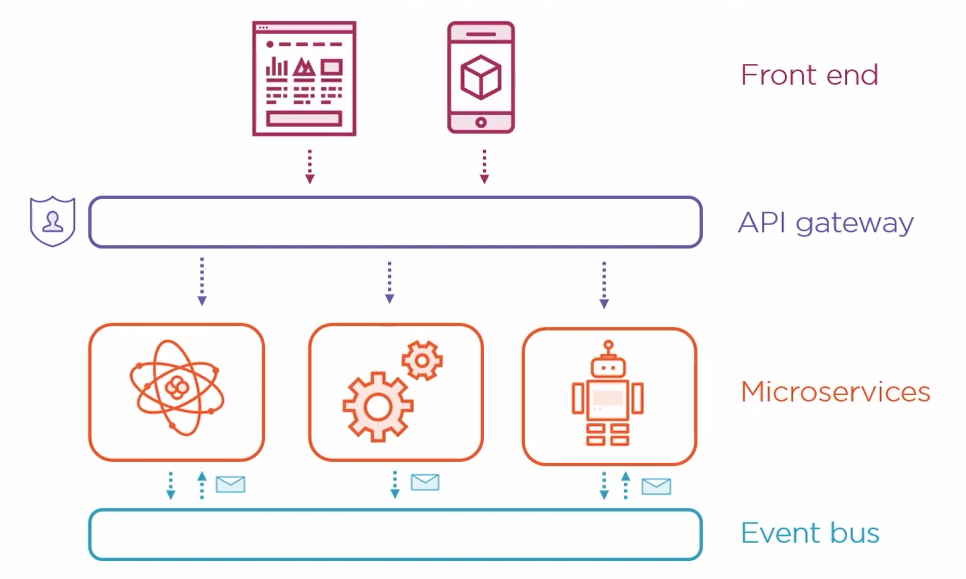 Front end
API gateway
Microservices
Event bus